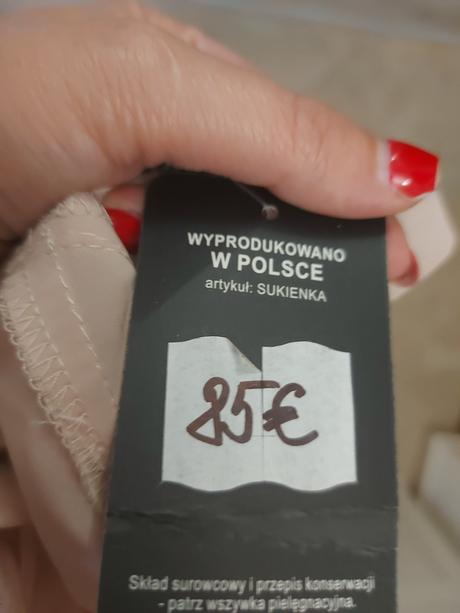 WYPRODUKOWANO
W POLSCE
artykuł: SUKIENKA
85€
Skład surowcowy i przepis konserwacji
- patrz wszywka pielęgnacyjna.